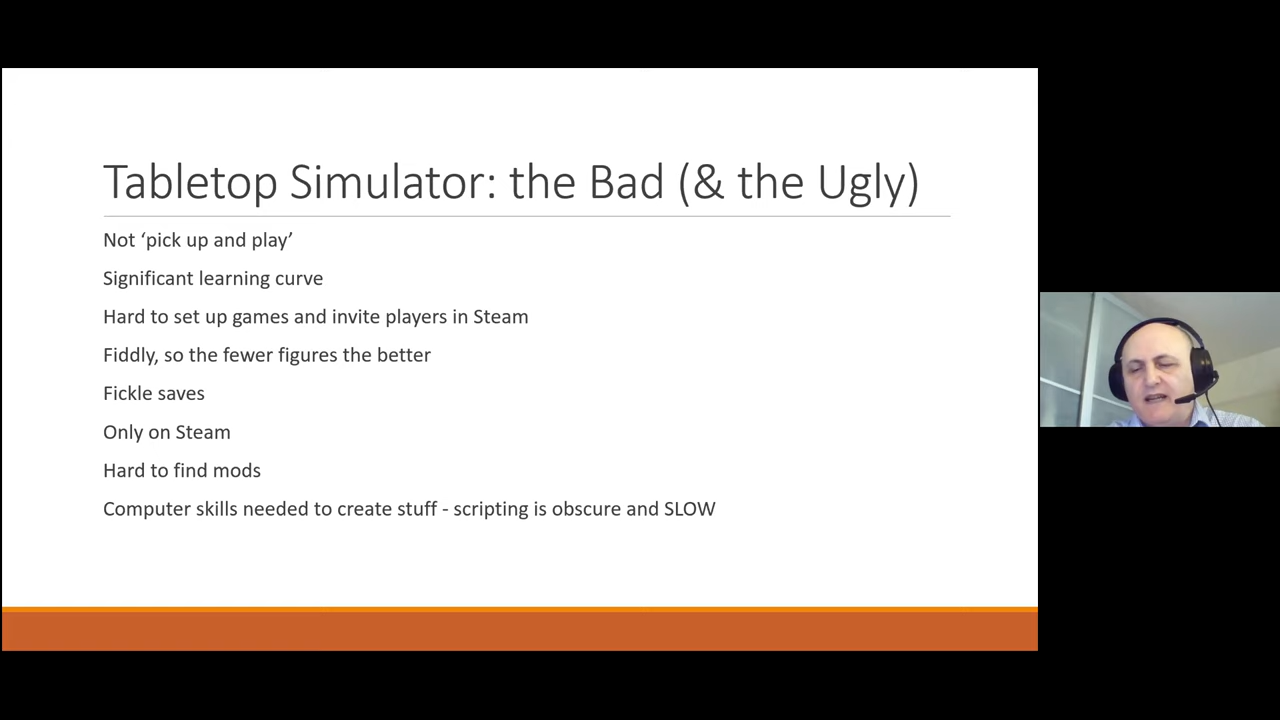 Tabletop Simulator: the Bad (& the Ugly)
Not ‘pick up and play’
Significant learning curve
Hard to set up games and invite players in Steam
Fiddly, so the fewer figures the better
Fickle saves
Only on Steam
Hard to find mods
Computer skills needed to create stuff - scripting is obscure and SLOW